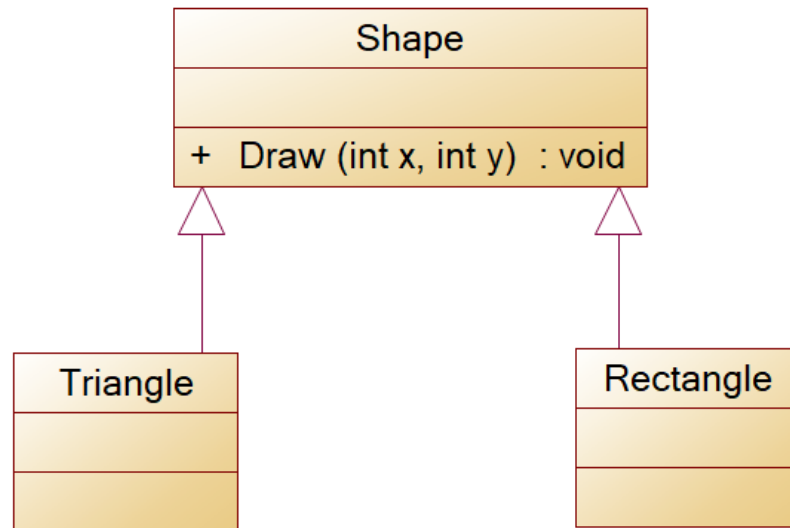 Shape
+ Draw (int x, int y) : void
Triangle
Rectangle